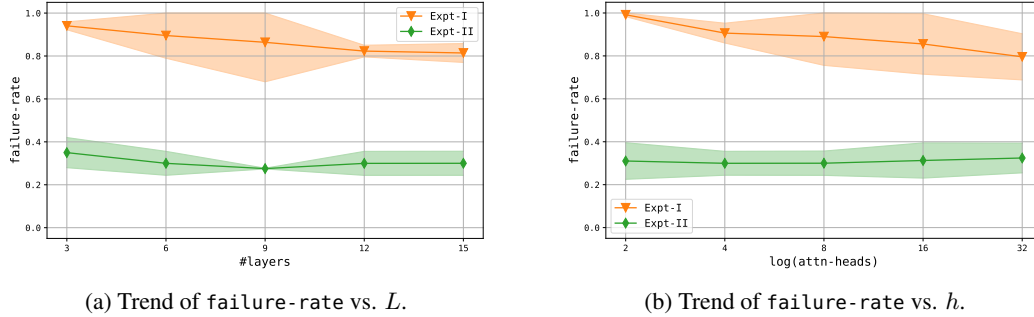 1.0
0.8
0.6
0.4
0.2
0.0
failure-rate
3 6 9 12 15
#layers
Expt-I
Expt-II
(a) Trend of failure-rate vs. L.
1.0
0.8
0.6
0.4
0.2
0.0
failure-rate
2 4 8 16 32
log(attn-heads)
Expt-I
Expt-II
(b) Trend of failure-rate vs. h.